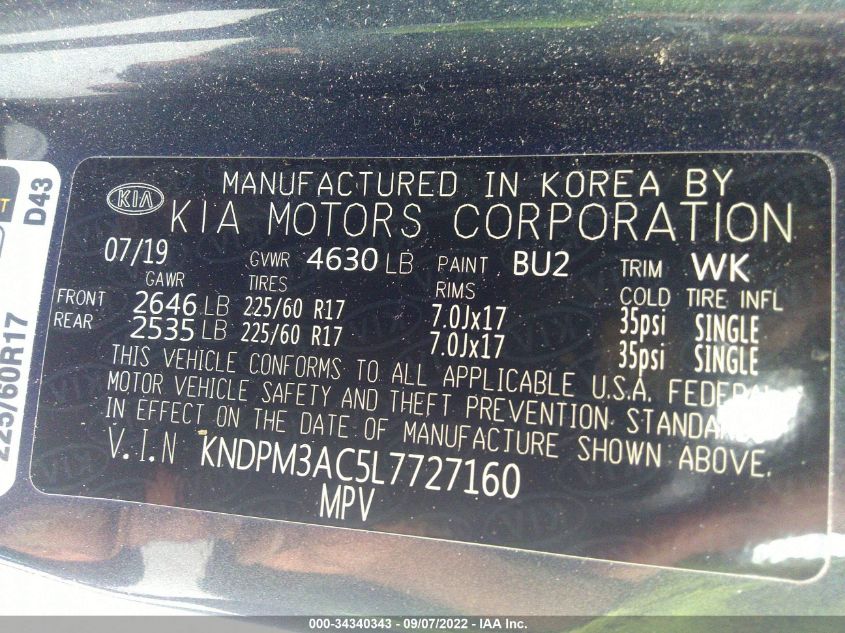 MANUFACTURED IN KOREA BY
KIA
KIA MOTORS CORPORATION
07/19 GVWR 4630 LB PAINT BU2 TRIM WK
GAWR TIRES RIMS COLD TIRE INFL
FRONT 2646 LB 225/60 R17 7.0Jx17 35psi SINGLE
REAR 2535 LB 225/60 R17 7.0Jx17 35psi SINGLE
THIS VEHICLE CONFORMS TO ALL APPLICABLE U.S.A. FEDERAL
MOTOR VEHICLE SAFETY AND THEFT PREVENTION STANDARDS
IN EFFECT ON THE DATE OF MANUFACTURE SHOWN ABOVE.
V.I.N KNDPM3AC5L7727160
MPV
D43
225/60R17
000-34340343 — 09/07/2022 — IAA Inc.